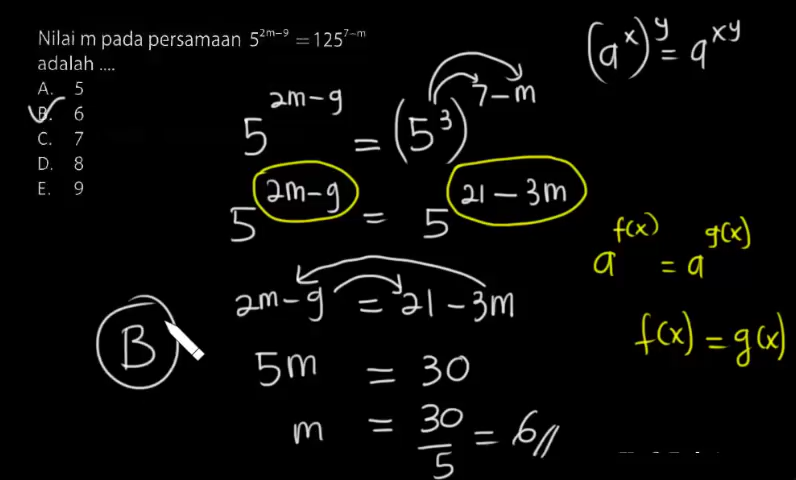 Nilai m pada persamaan 5^{2m-9} = 125^{7-m}
adalah ....
A. 5
B. 6
C. 7
D. 8
E. 9
(a^x)^y = a^{xy}
5^{2m-9} = (5^3)^{7-m}
5^{2m-9} = 5^{21-3m}
a^{f(x)} = a^{g(x)}
2m-9 = 21-3m
f(x) = g(x)
B
5m = 30
m = 30/5 = 6//